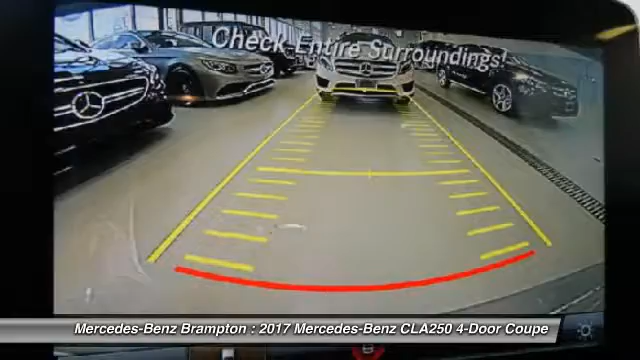 Check Entire Surroundings!
Mercedes-Benz Brampton : 2017 Mercedes-Benz CLA250 4-Door Coupe